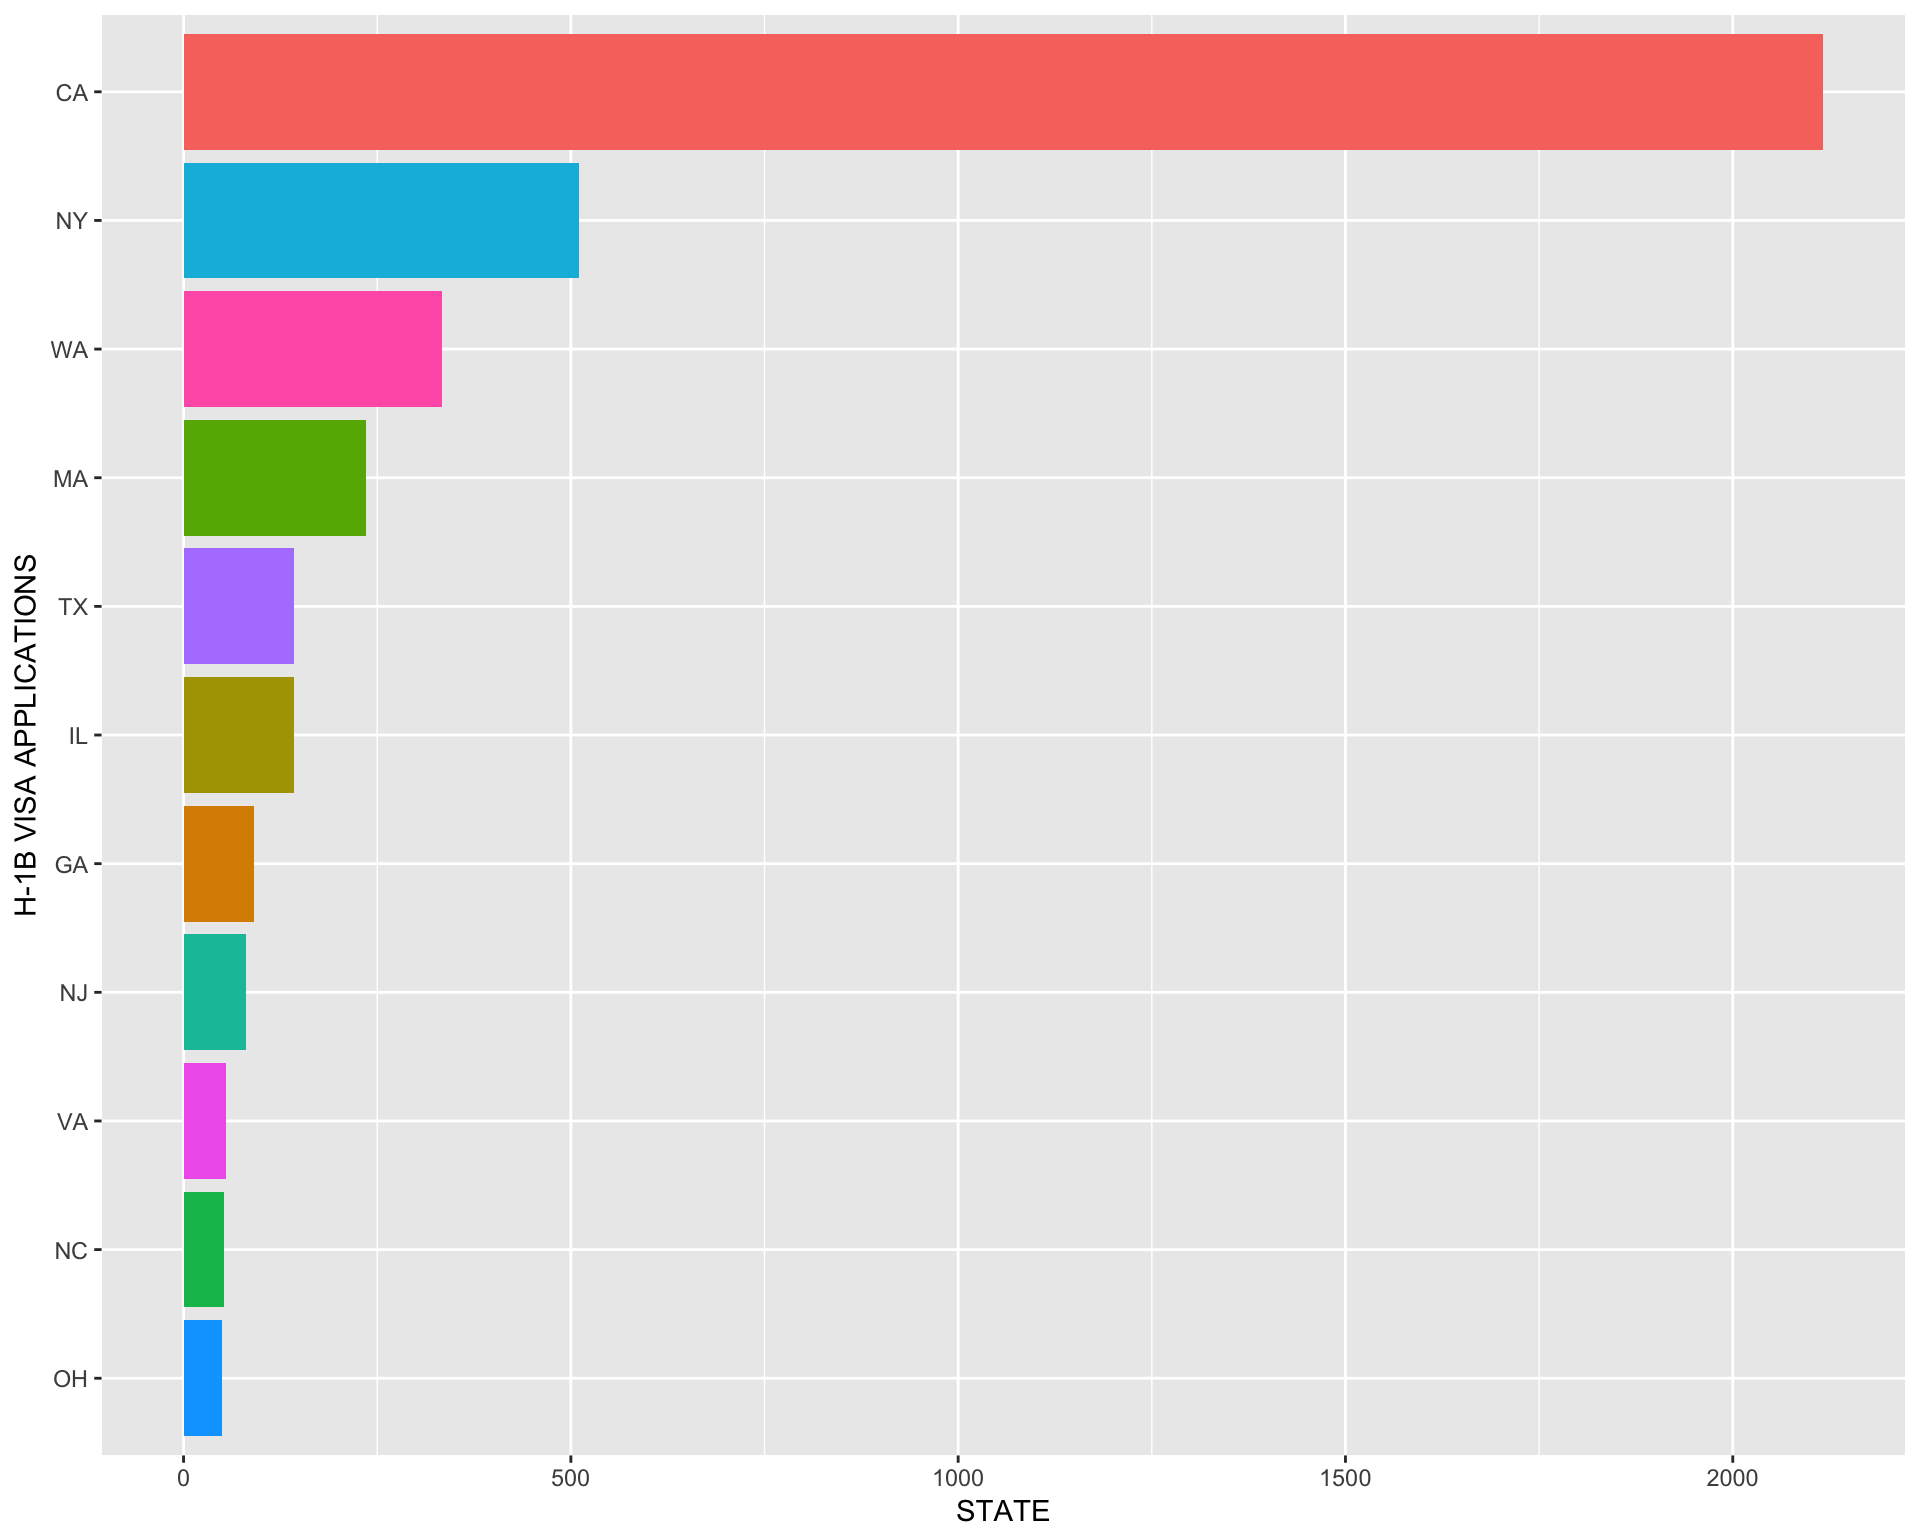 CA
NY
WA
MA
TX
IL
GA
NJ
VA
NC
OH
H-1B VISA APPLICATIONS
0 500 1000 1500 2000
STATE